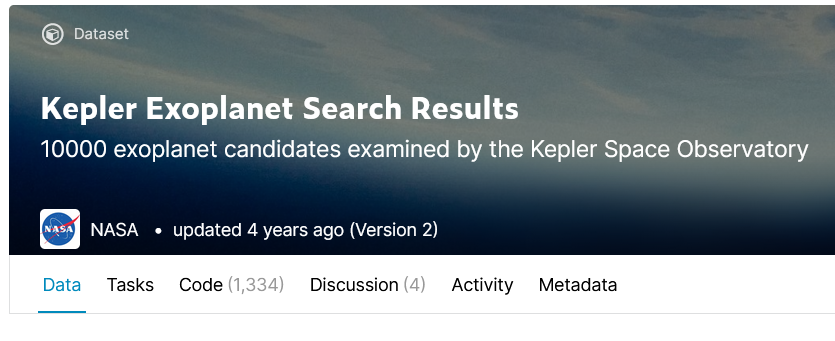 Dataset
Kepler Exoplanet Search Results
10000 exoplanet candidates examined by the Kepler Space Observatory
NASA NASA • updated 4 years ago (Version 2)
Data Tasks Code (1,334) Discussion (4) Activity Metadata